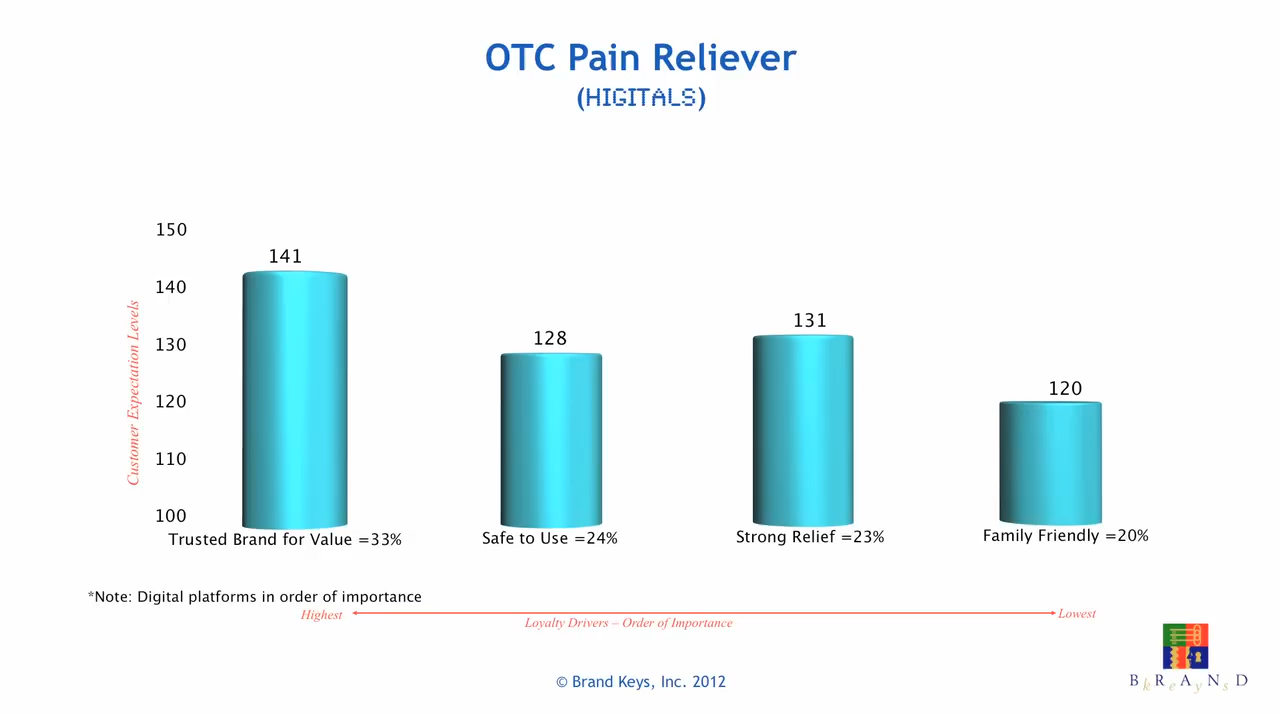 OTC Pain Reliever
(HIGITALS)
150
141
140
131
130
128
120
120
110
100
Customer Expectation Levels
Trusted Brand for Value =33%
Safe to Use =24%
Strong Relief =23%
Family Friendly =20%
*Note: Digital platforms in order of importance
Highest
Lowest
Loyalty Drivers – Order of Importance
© Brand Keys, Inc. 2012
BkReAyNsD